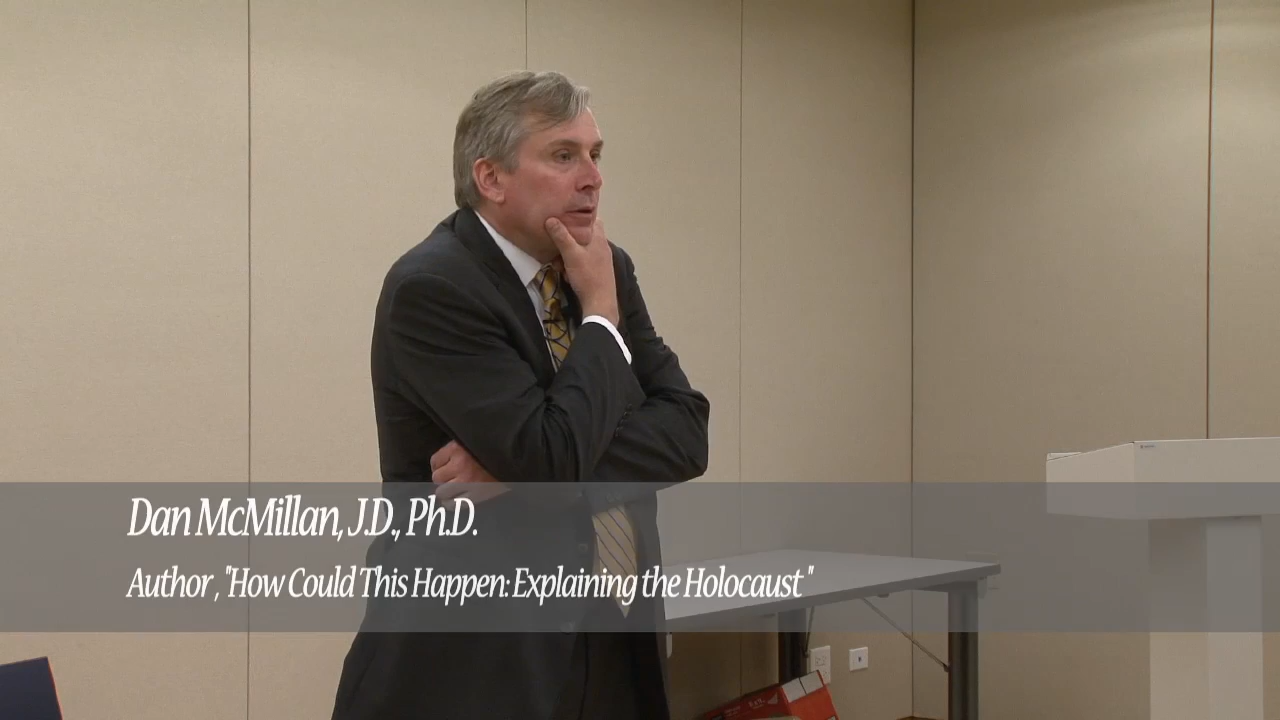 Dan McMillan, J.D., Ph.D.
Author, "How Could This Happen: Explaining the Holocaust"